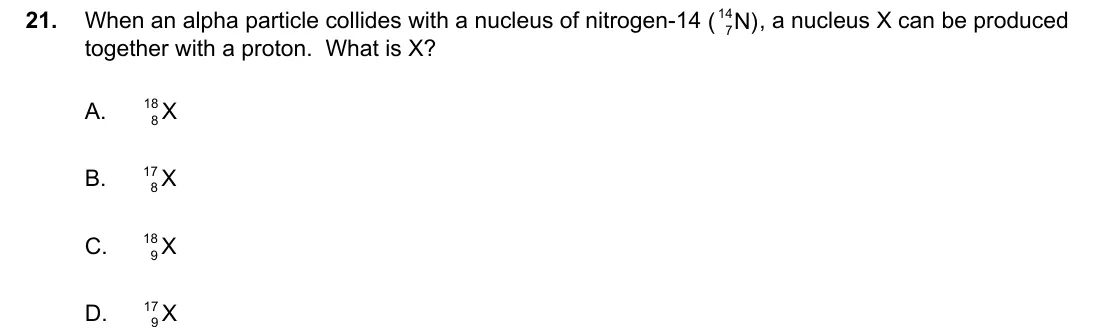 21. When an alpha particle collides with a nucleus of nitrogen-14 (¹⁴₇N), a nucleus X can be produced
together with a proton. What is X?
A. ¹⁸₈X
B. ¹⁷₈X
C. ¹⁸₉X
D. ¹⁷₉X